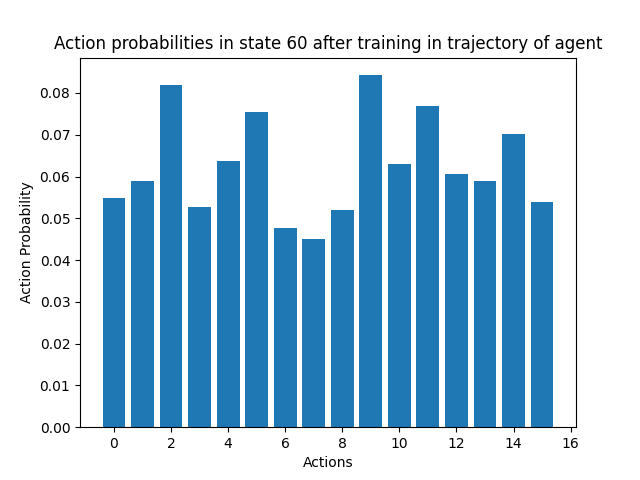 Action probabilities in state 60 after training in trajectory of agent
0.08
0.07
0.06
0.05
0.04
0.03
0.02
0.01
0.00
Action Probability
0 2 4 6 8 10 12 14 16
Actions